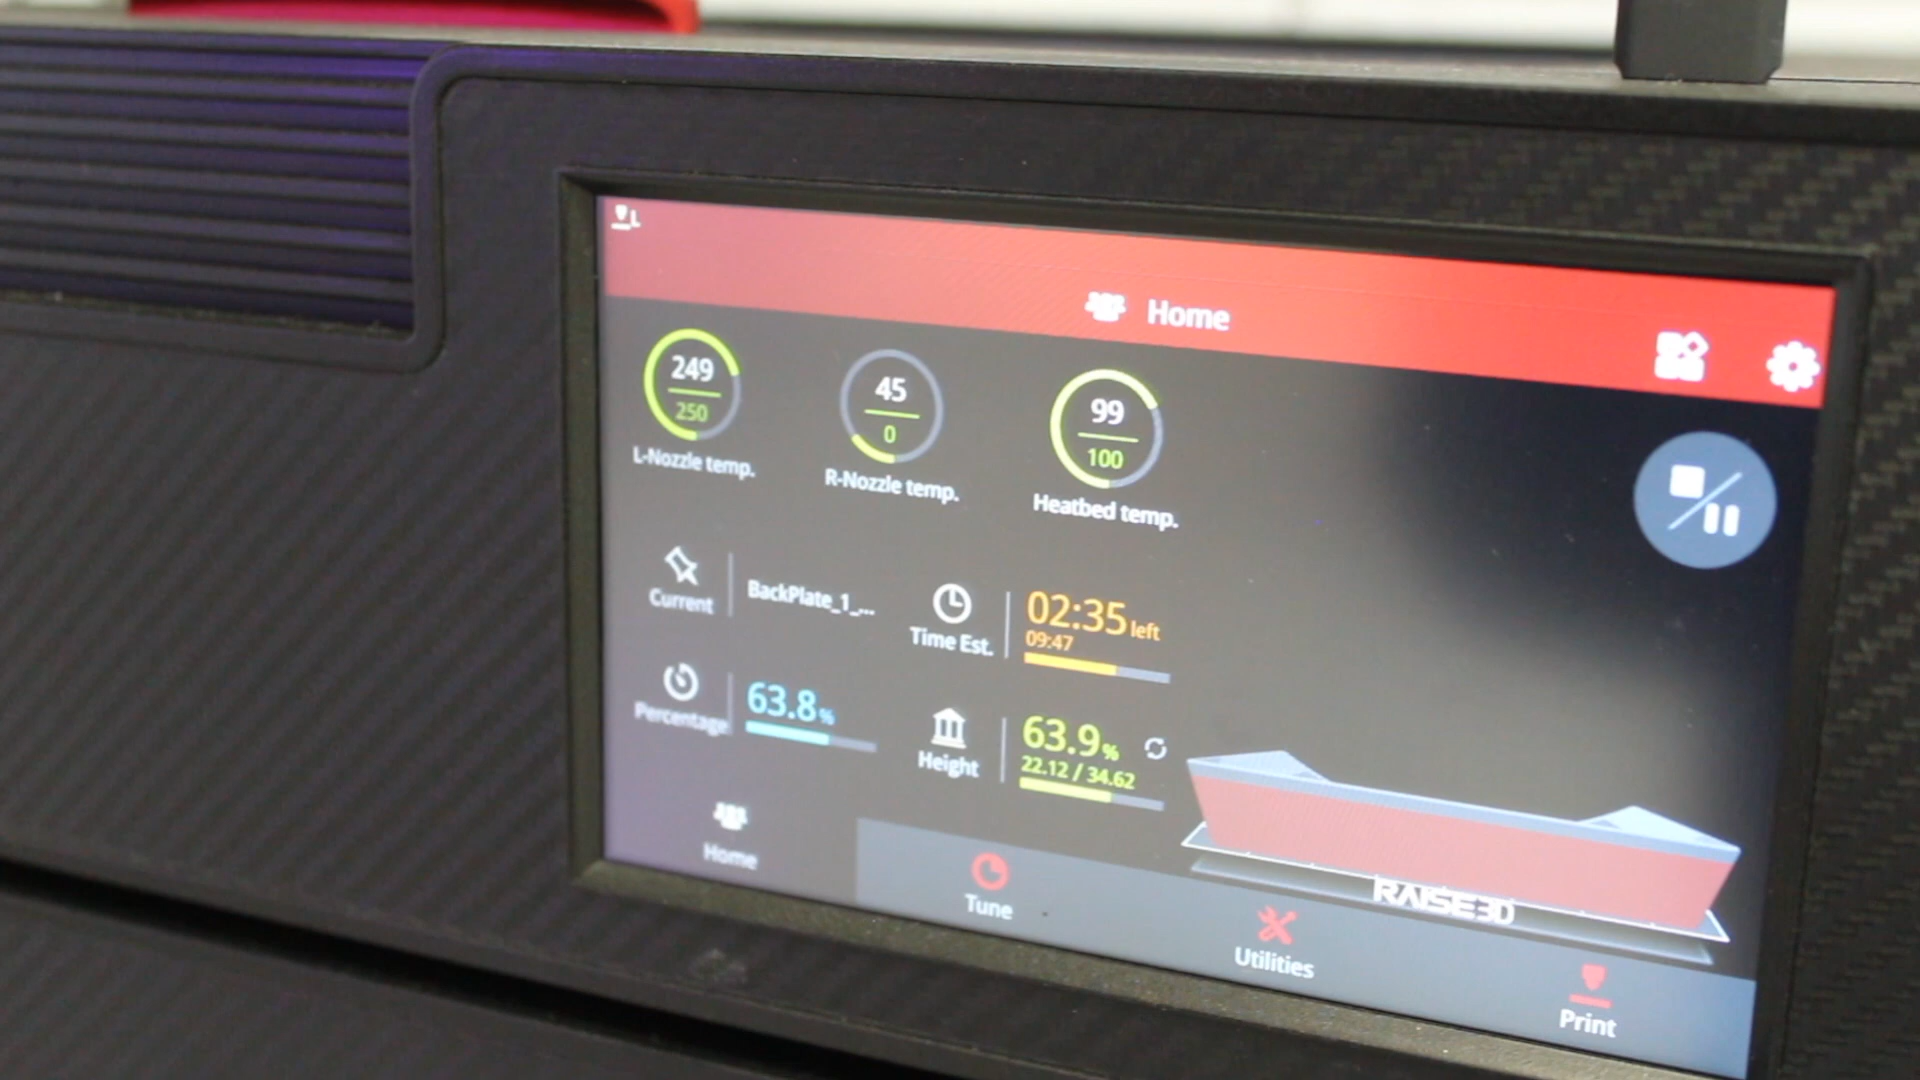 L
Home
249
250
L-Nozzle temp.
45
0
R-Nozzle temp.
99
100
Heatbed temp.
Current
BackPlate_1_...
Time Est.
02:35 left
09:47
Percentage
63.8%
Height
63.9%
22.12 / 34.62
RAISE3D
Home
Tune
Utilities
Print